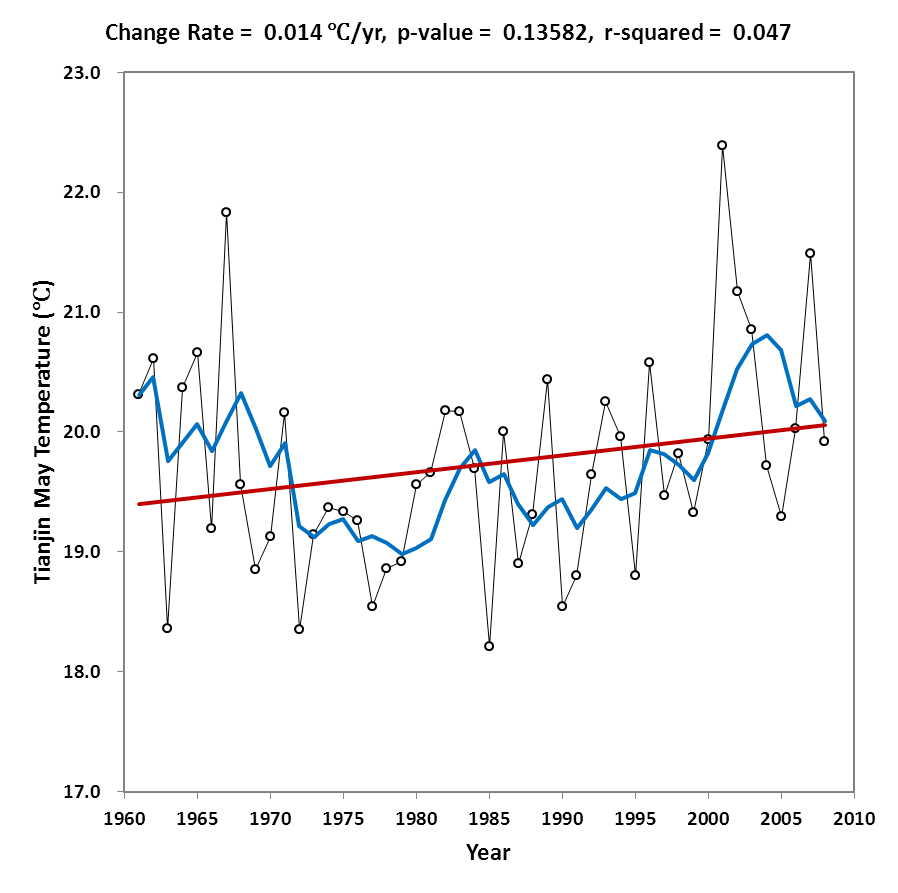 Change Rate = 0.014 ℃/yr, p-value = 0.13582, r-squared = 0.047
23.0
22.0
21.0
20.0
19.0
18.0
17.0
Tianjin May Temperature (℃)
1960 1965 1970 1975 1980 1985 1990 1995 2000 2005 2010
Year